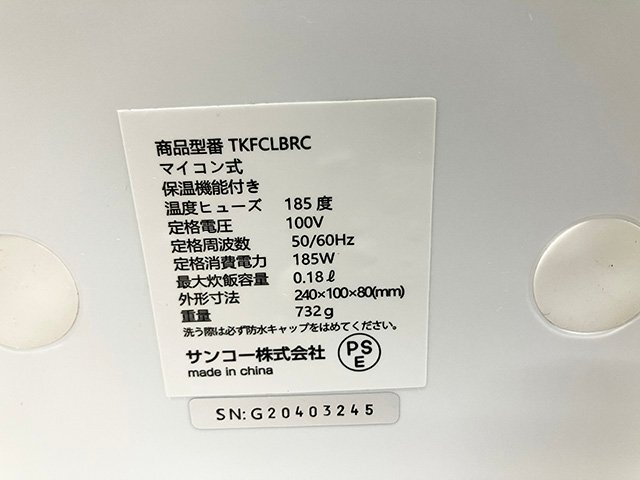 商品型番 TKFCLBRC
マイコン式
保温機能付き
温度ヒューズ 185 度
定格電圧 100V
定格周波数 50/60Hz
定格消費電力 185W
最大炊飯容量 0.18ℓ
外形寸法 240×100×80(mm)
重量 732g
洗う際は必ず防水キャップをはめてください。
サンコー株式会社 PSE
made in china
SN:G20403245